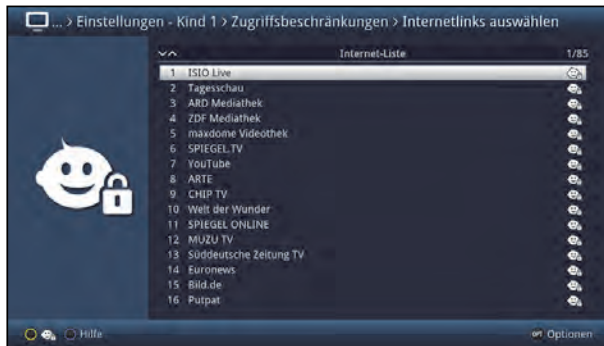 ... > Einstellungen - Kind 1 > Zugriffsbeschränkungen > Internetlinks auswählen
Internet-Liste 1/85
1 ISIO Live
2 Tagesschau
3 ARD Mediathek
4 ZDF Mediathek
5 maxdome Videothek
6 SPIEGEL.TV
7 YouTube
8 ARTE
9 CHIP TV
10 Welt der Wunder
11 SPIEGEL ONLINE
12 MUZU TV
13 Süddeutsche Zeitung TV
14 Euronews
15 Bild.de
16 Putpat
Hilfe OPT Optionen